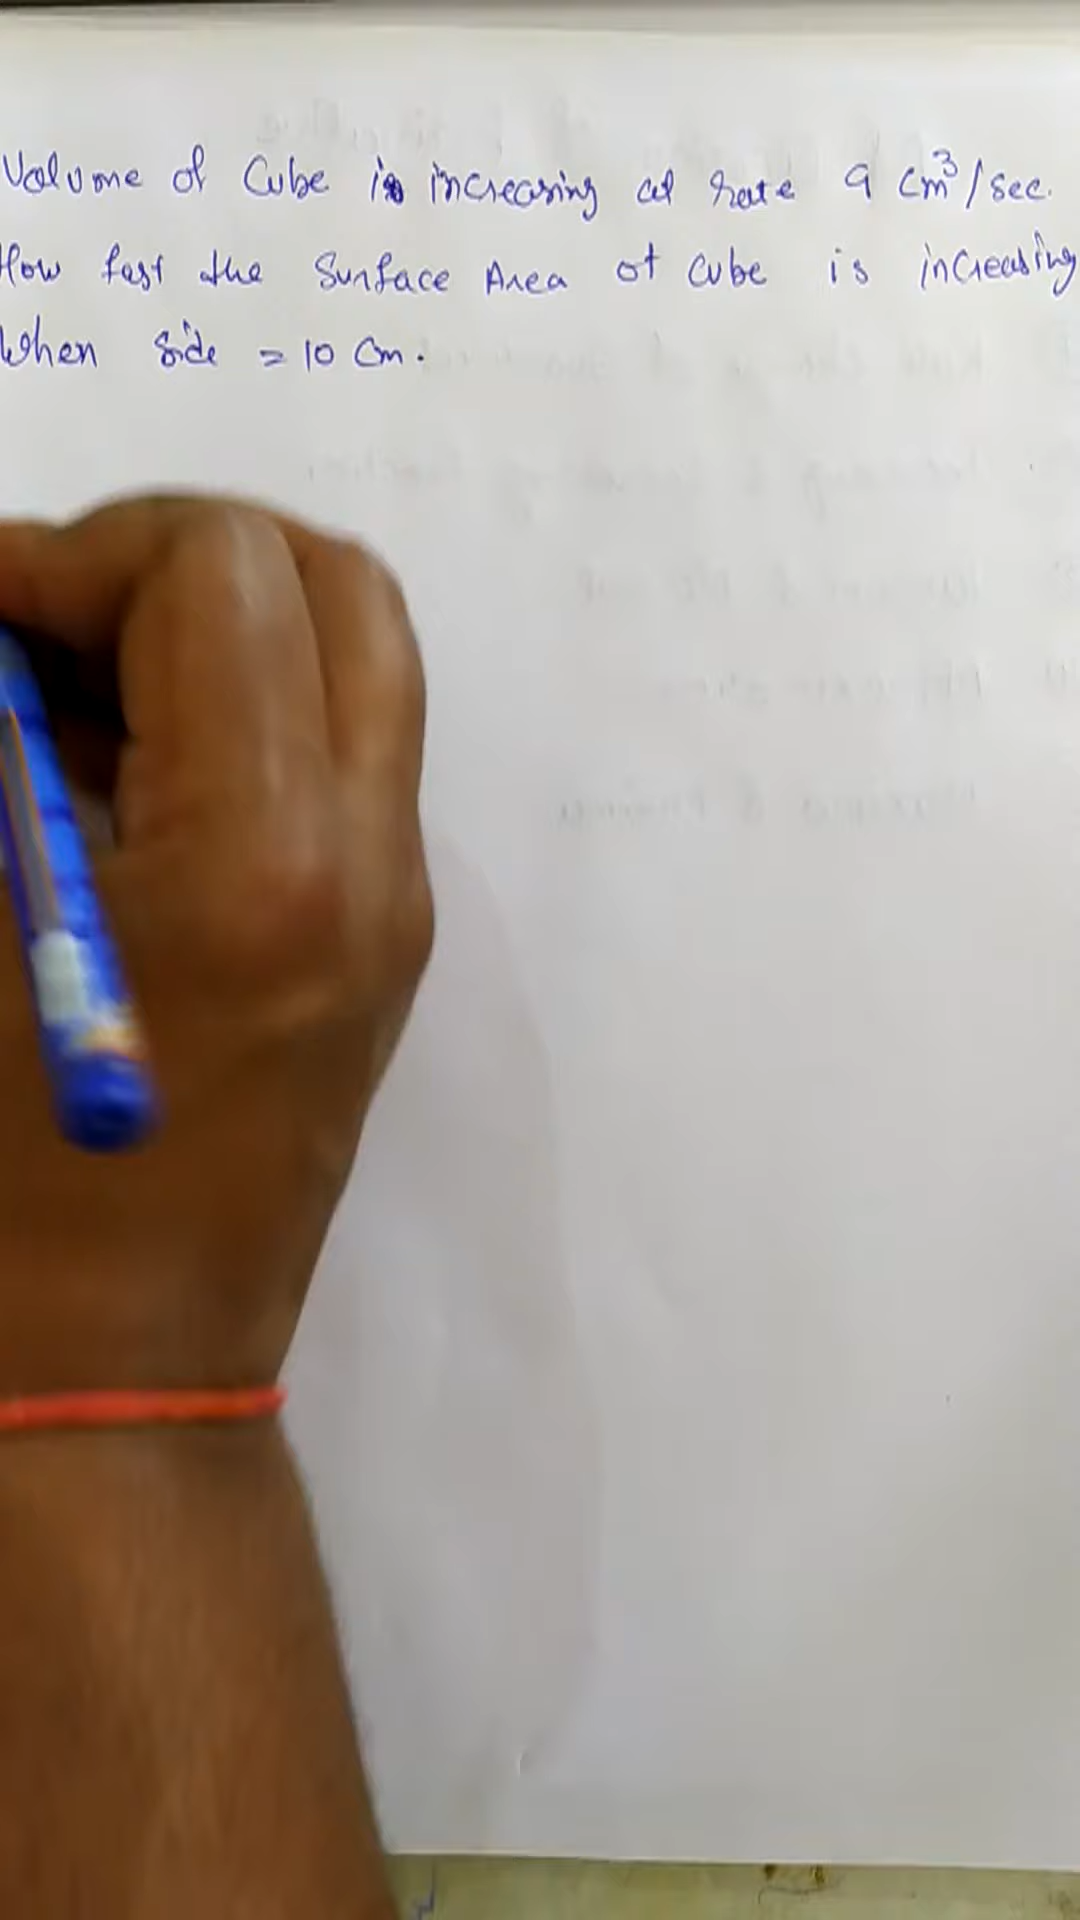 Volume of Cube is increasing at rate 9 cm³/sec.
How fast the Surface Area of Cube is increasing
When side = 10 Cm.